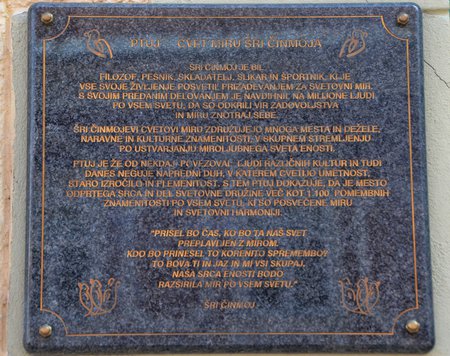 PTUJ - CVET MIRU ŠRI ČINMOJA
ŠRI ČINMOJ JE BIL
FILOZOF, PESNIK, SKLADATELJ, SLIKAR IN ŠPORTNIK, KI JE
VSE SVOJE ŽIVLJENJE POSVETIL PRIZADEVANJEM ZA SVETOVNI MIR.
S SVOJIM PREDANIM DELOVANJEM JE NAVDIHNIL NA MILIJONE LJUDI
PO VSEM SVETU, DA SO ODKRILI VIR ZADOVOLJSTVA
IN MIRU ZNOTRAJ SEBE.
ŠRI ČINMOJEVI CVETOVI MIRU ZDRUŽUJEJO MNOGA MESTA IN DEŽELE,
NARAVNE IN KULTURNE ZNAMENITOSTI, V SKUPNEM STREMLJENJU
PO USTVARJANJU MIROLJUBNEGA SVETA ENOSTI.
PTUJ JE ŽE OD NEKDAJ POVEZOVAL LJUDI RAZLIČNIH KULTUR IN TUDI
DANES NEGUJE NAPREDNI DUH, V KATEREM CVETIJO UMETNOST,
STARO IZROČILO IN PLEMENITOST. S TEM PTUJ DOKAZUJE, DA JE MESTO
ODPRTEGA SRCA IN DEL SVETOVNE DRUŽINE VEČ KOT 1.100 POMEMBNIH
ZNAMENITOSTI PO VSEM SVETU, KI SO POSVEČENE MIRU
IN SVETOVNI HARMONIJI.
"PRIŠEL BO ČAS, KO BO TA NAŠ SVET
PREPLAVLJEN Z MIROM.
KDO BO PRINESEL TO KORENITO SPREMEMBO?
TO BOVA TI IN JAZ IN MI VSI SKUPAJ.
NAŠA SRCA ENOSTI BODO
RAZŠIRILA MIR PO VSEM SVETU."
ŠRI ČINMOJ